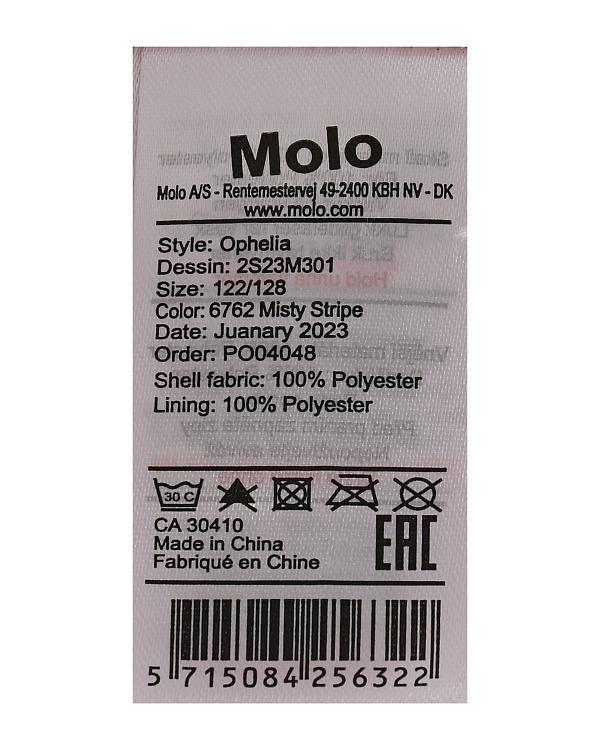 Molo
Molo A/S - Rentemestervej 49-2400 KBH NV - DK
www.molo.com
Style: Ophelia
Dessin: 2S23M301
Size: 122/128
Color: 6762 Misty Stripe
Date: Juanary 2023
Order: PO04048
Shell fabric: 100% Polyester
Lining: 100% Polyester
30 C
CA 30410
Made in China
Fabriqué en Chine
EAC
5 715084 256322